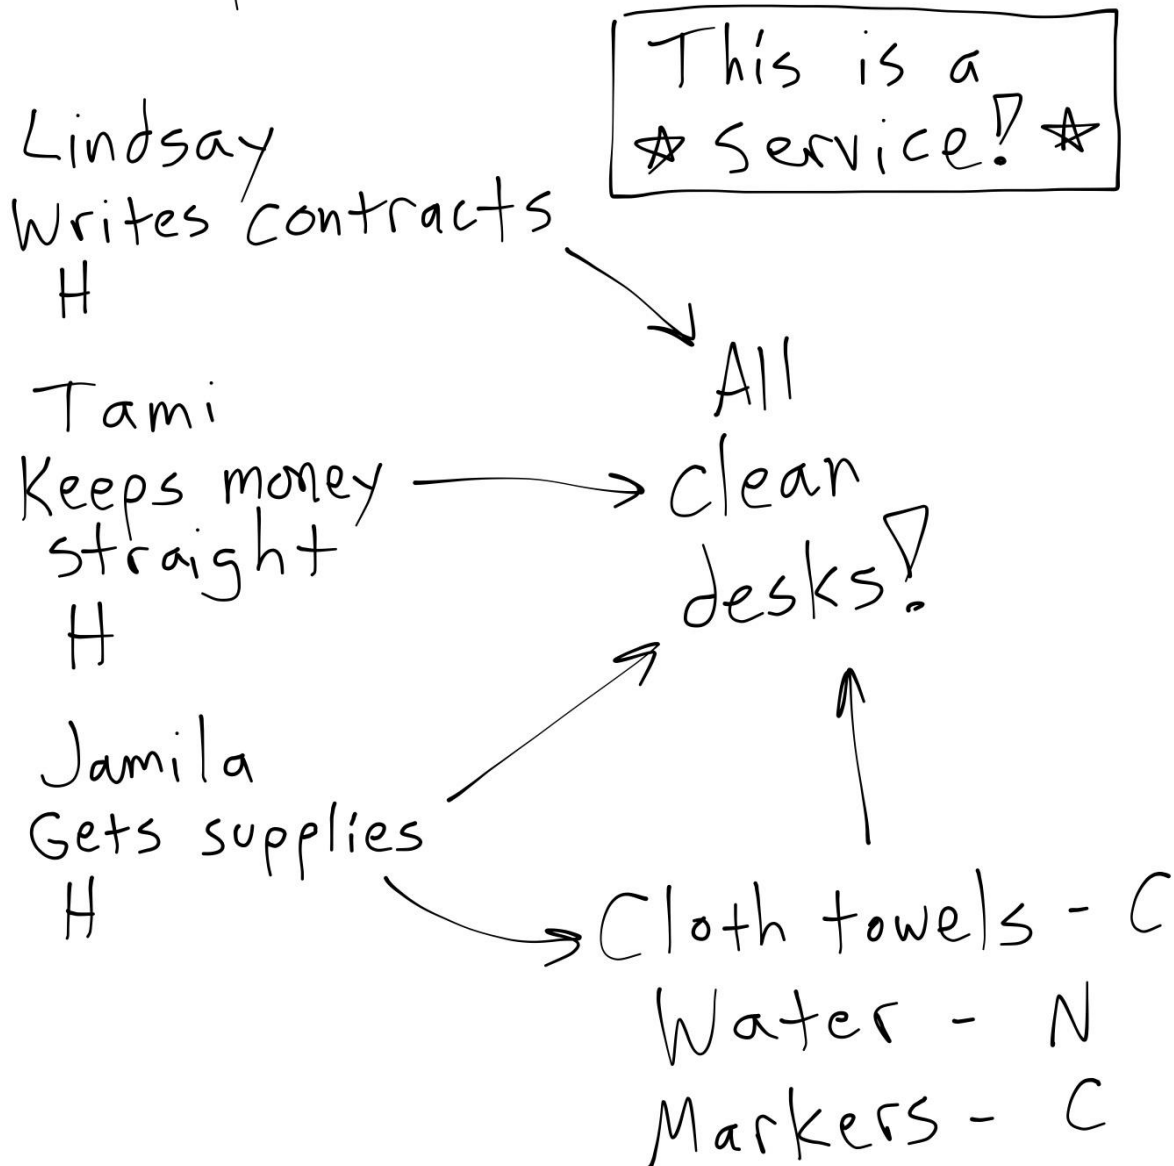 This is a
☆ Service! ☆
Lindsay
Writes contracts
H
Tami
Keeps money
straight
H
Jamila
Gets supplies
H
All
clean
desks!
Cloth towels - C
Water - N
Markers - C